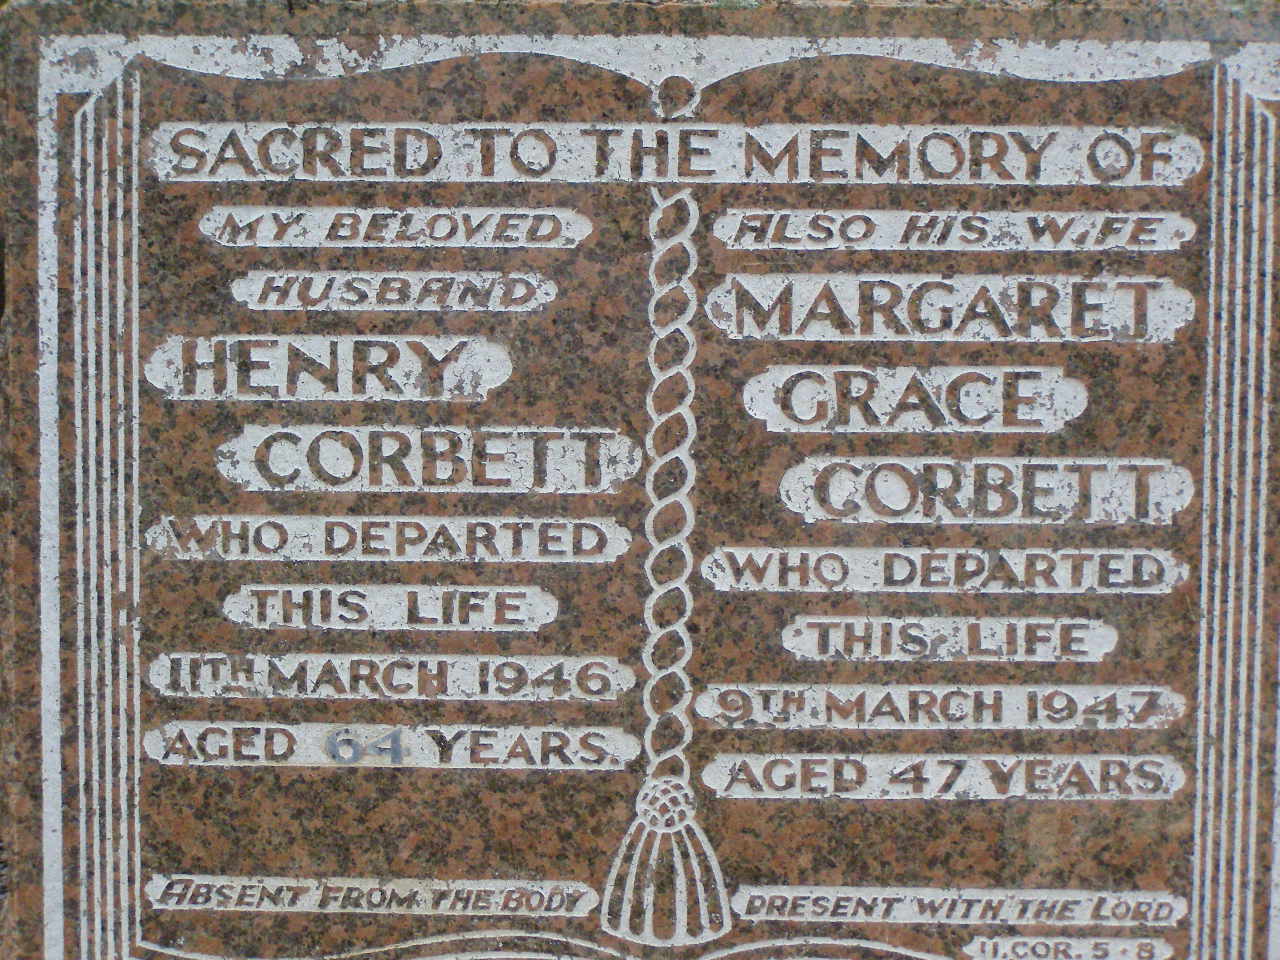 SACRED TO THE MEMORY OF
MY BELOVED
HUSBAND
HENRY
CORBETT
WHO DEPARTED
THIS LIFE
11TH MARCH 1946
AGED 64 YEARS.
ALSO HIS WIFE
MARGARET
GRACE
CORBETT
WHO DEPARTED
THIS LIFE
9TH MARCH 1947
AGED 47 YEARS
ABSENT FROM THE BODY
PRESENT WITH THE LORD
II. COR. 5·8